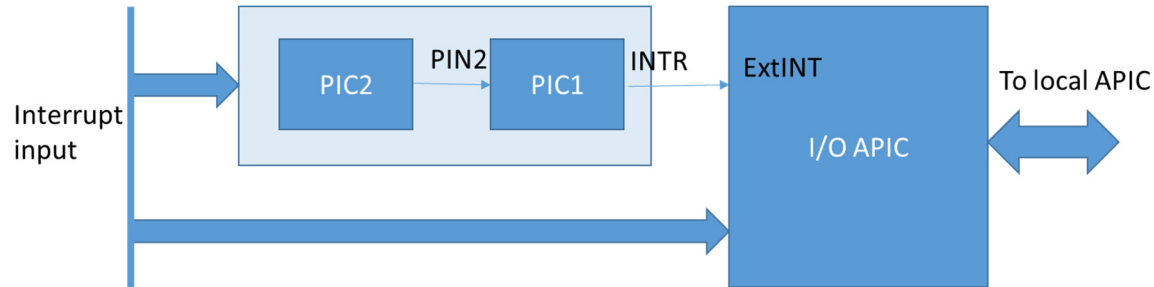 PIC2
PIN2
PIC1
INTR
ExtINT
To local APIC
Interrupt
input
I/O APIC